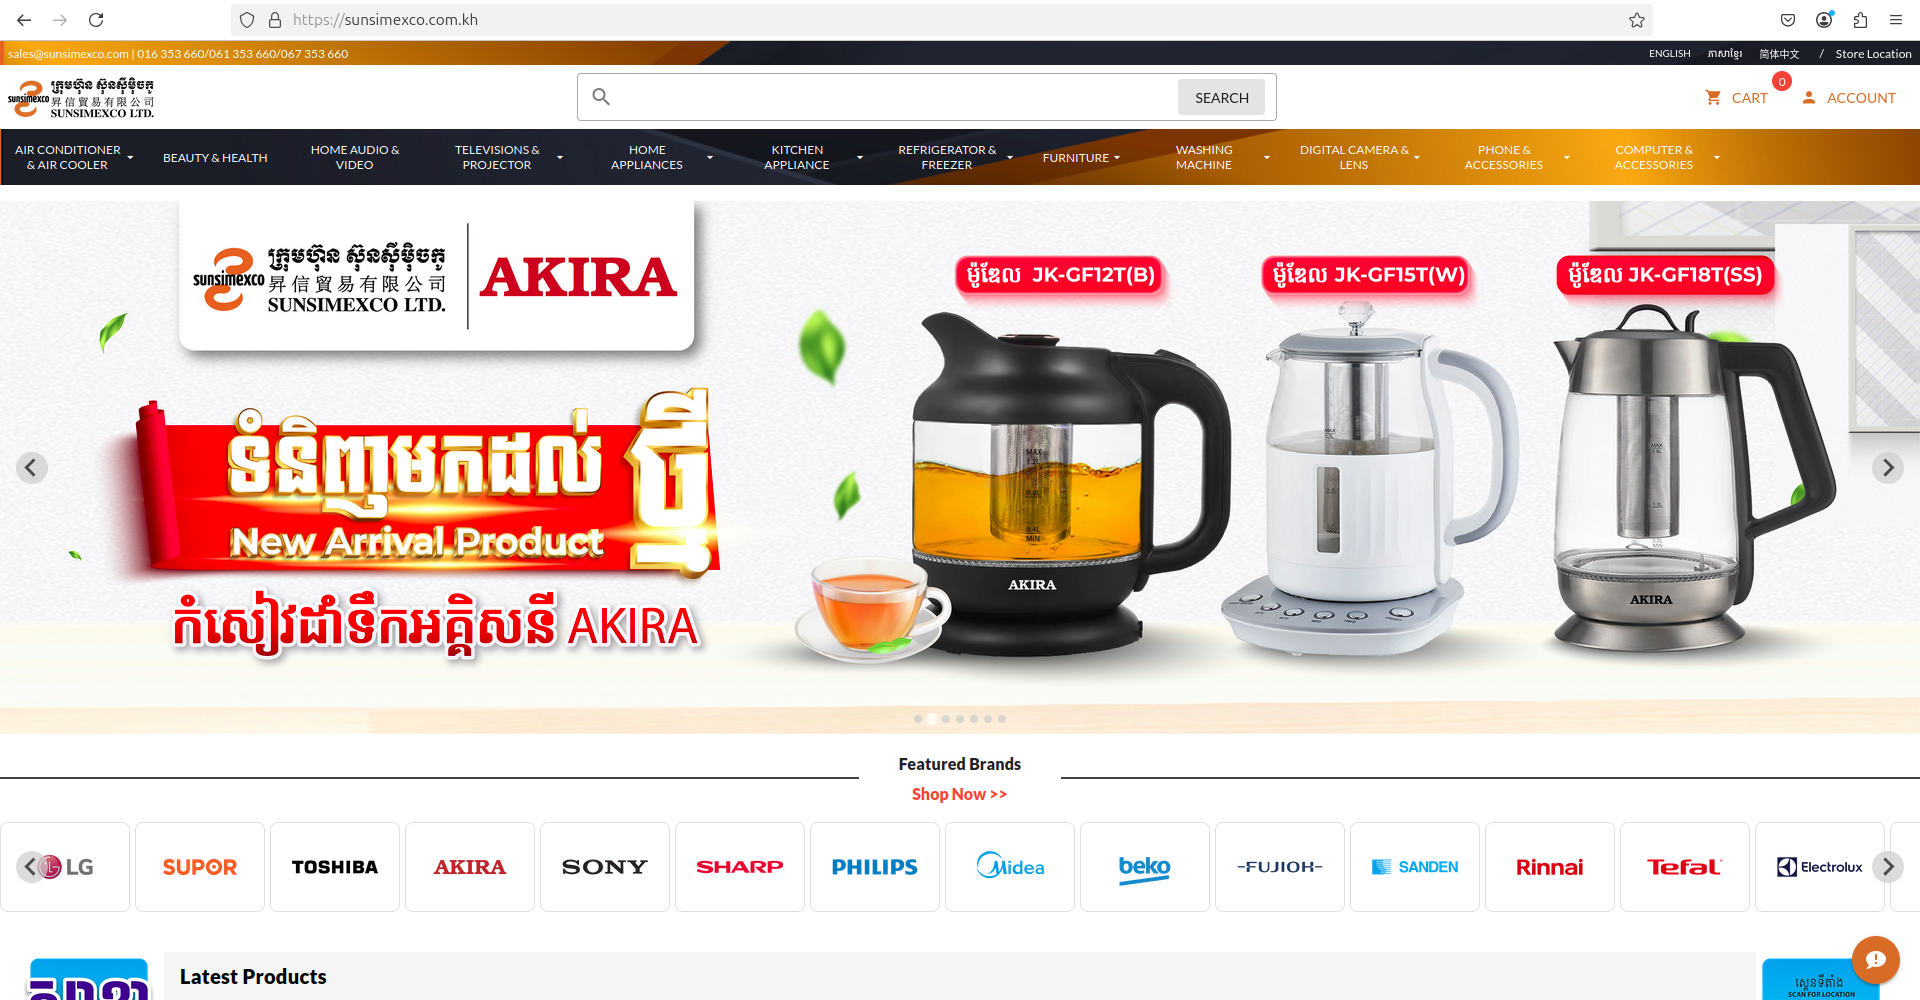 https://sunsimexco.com.kh
sales@sunsimexco.com | 016 353 660/061 353 660/067 353 660
ENGLISH ភាសាខ្មែរ 简体中文 / Store Location
sunsimexco
ក្រុមហ៊ុន ស៊ុនស៊ីម៉ិចកូ
昇信貿易有限公司
SUNSIMEXCO LTD.
SEARCH
0
CART
ACCOUNT
AIR CONDITIONER & AIR COOLER
BEAUTY & HEALTH
HOME AUDIO & VIDEO
TELEVISIONS & PROJECTOR
HOME APPLIANCES
KITCHEN APPLIANCE
REFRIGERATOR & FREEZER
FURNITURE
WASHING MACHINE
DIGITAL CAMERA & LENS
PHONE & ACCESSORIES
COMPUTER & ACCESSORIES
sunsimexco
ក្រុមហ៊ុន ស៊ុនស៊ីម៉ិចកូ
昇信貿易有限公司
SUNSIMEXCO LTD.
AKIRA
ម៉ូឌែល JK-GF12T(B)
ម៉ូឌែល JK-GF15T(W)
ម៉ូឌែល JK-GF18T(SS)
ទំនិញមកដល់ថ្មី
New Arrival Product
កំសៀវដាំទឹកអគ្គិសនី AKIRA
MAX
1.2L
0.8L
0.4L
MIN
AKIRA
MAX
AKIRA
Featured Brands
Shop Now >>
LG
SUPOR
TOSHIBA
AKIRA
SONY
SHARP
PHILIPS
Midea
beko
-FUJIOH-
SANDEN
Rinnai
Tefal
Electrolux
Latest Products
ស្កេនទីតាំង
SCAN FOR LOCATION